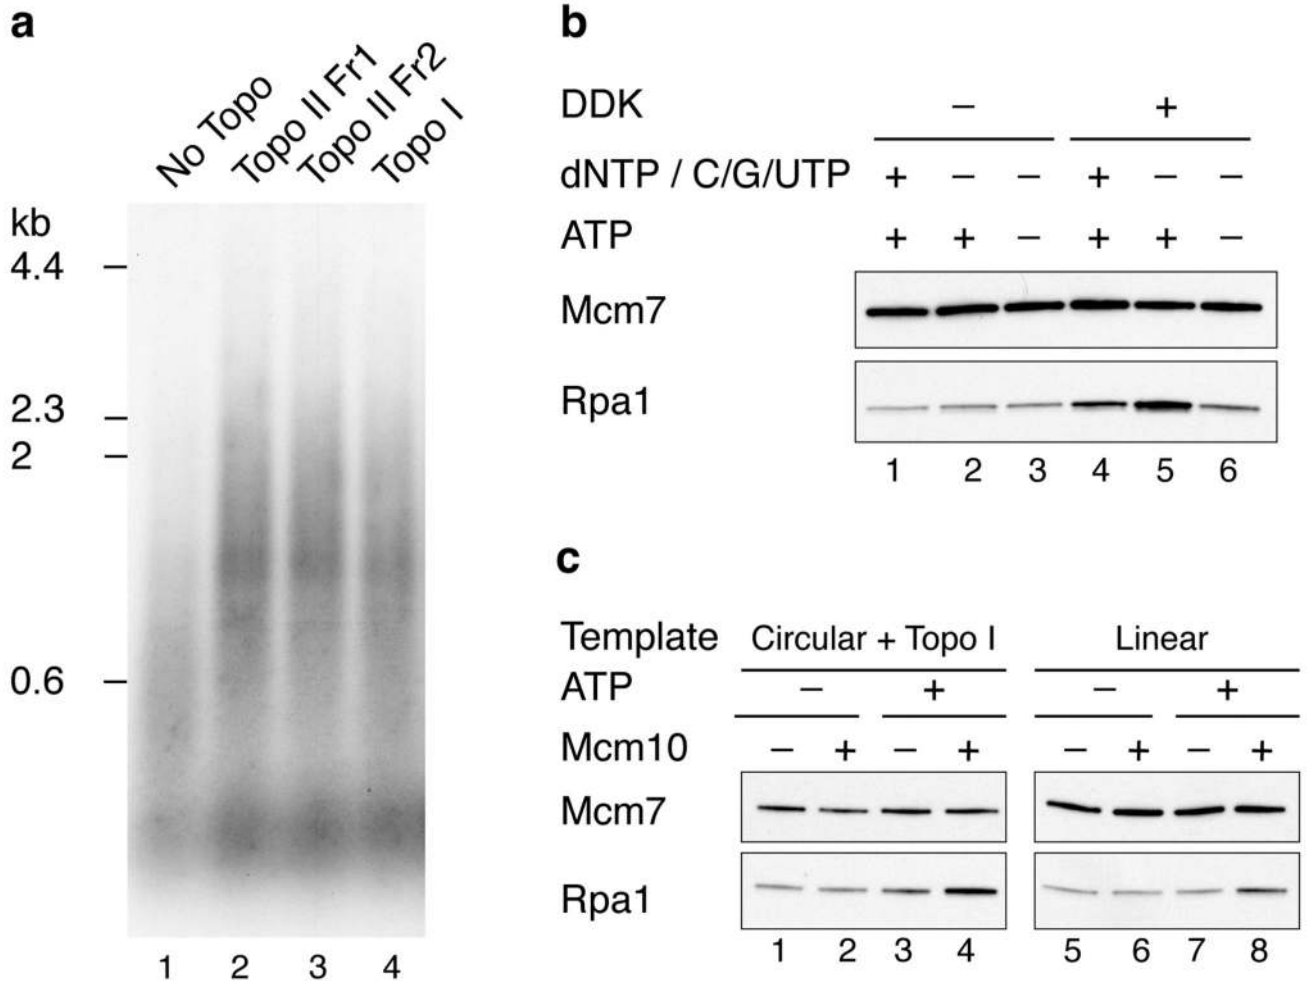 a
No Topo
Topo II Fr1
Topo II Fr2
Topo I
kb
4.4
2.3
2
0.6
1 2 3 4
b
DDK − +
dNTP / C/G/UTP + − − + − −
ATP + + − + + −
Mcm7
Rpa1
1 2 3 4 5 6
c
Template Circular + Topo I Linear
ATP − + − +
Mcm10 − + − + − + − +
Mcm7
Rpa1
1 2 3 4 5 6 7 8